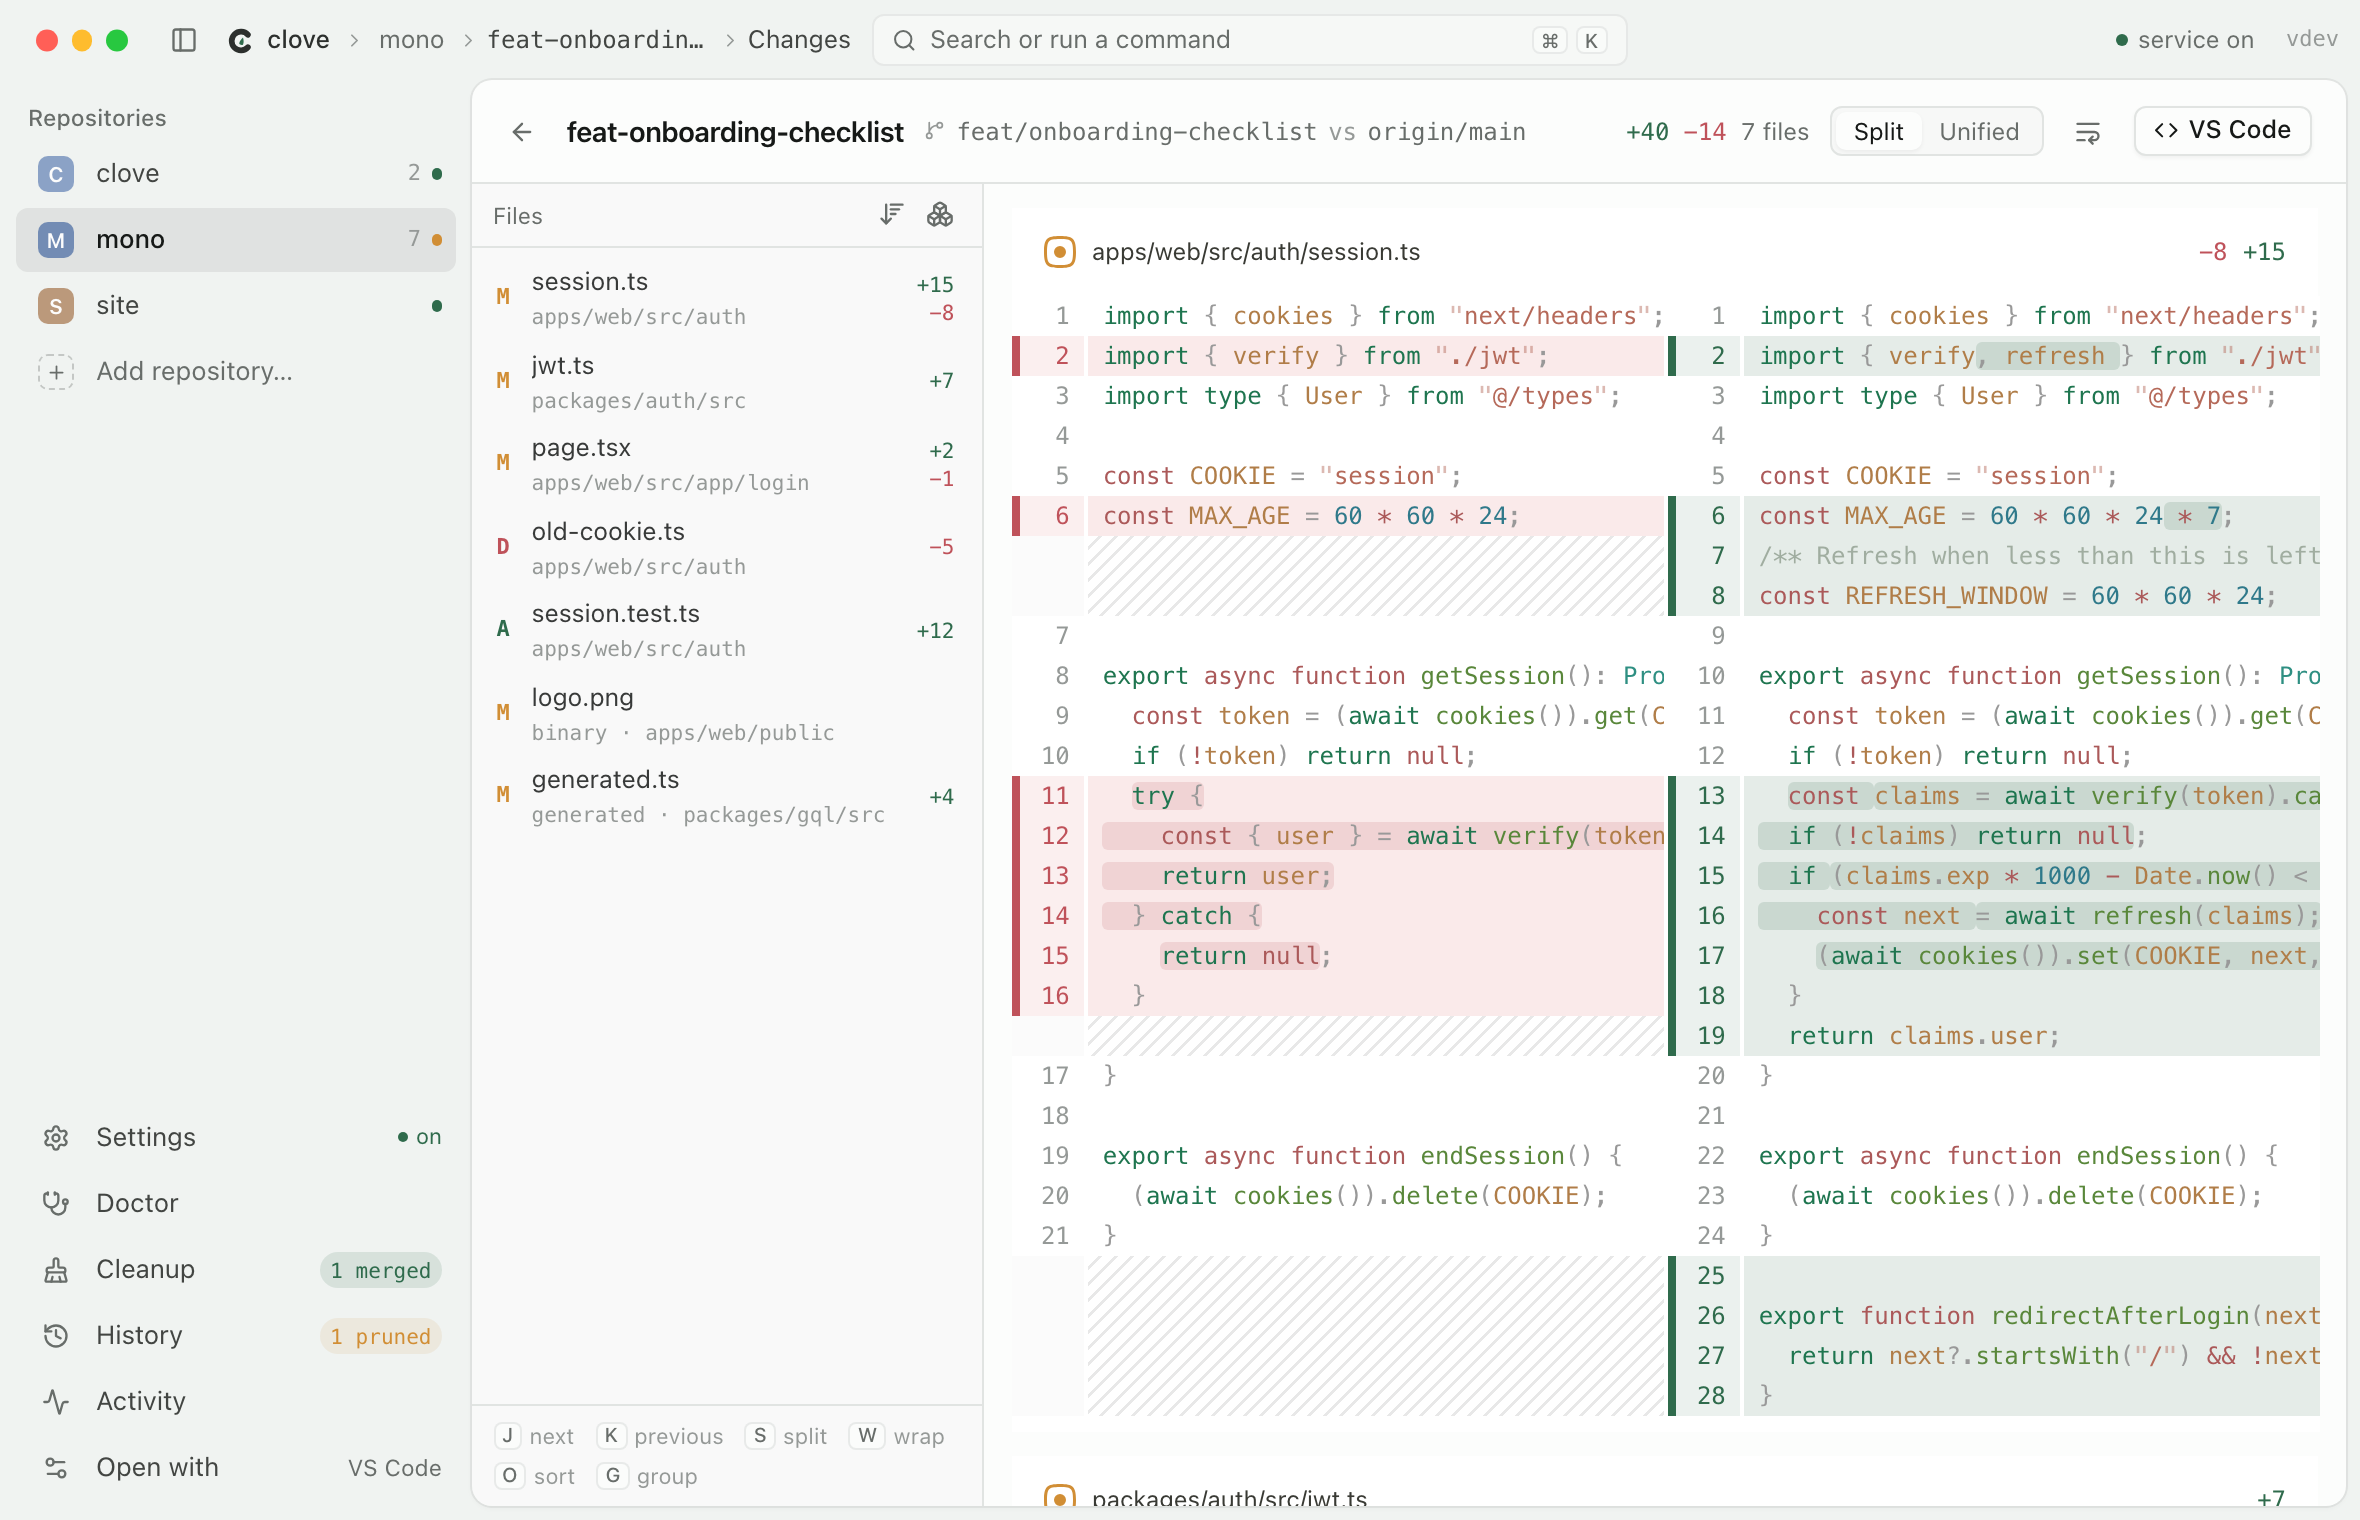 clove > mono > feat-onboardin… > Changes
Search or run a command ⌘ K
service on vdev
Repositories
C clove 2
M mono 7
S site
+ Add repository...
Settings on
Doctor
Cleanup 1 merged
History 1 pruned
Activity
Open with VS Code
feat-onboarding-checklist feat/onboarding-checklist vs origin/main
+40 −14 7 files Split Unified VS Code
Files
M session.ts +15
apps/web/src/auth −8
M jwt.ts +7
packages/auth/src
M page.tsx +2
apps/web/src/app/login −1
D old-cookie.ts −5
apps/web/src/auth
A session.test.ts +12
apps/web/src/auth
M logo.png
binary · apps/web/public
M generated.ts +4
generated · packages/gql/src
J next K previous S split W wrap
O sort G group
apps/web/src/auth/session.ts −8 +15
1 import { cookies } from "next/headers";
2 import { verify } from "./jwt";
3 import type { User } from "@/types";
4
5 const COOKIE = "session";
6 const MAX_AGE = 60 * 60 * 24;
7
8 export async function getSession(): Pro
9 const token = (await cookies()).get(C
10 if (!token) return null;
11 try {
12 const { user } = await verify(token
13 return user;
14 } catch {
15 return null;
16 }
17 }
18
19 export async function endSession() {
20 (await cookies()).delete(COOKIE);
21 }
1 import { cookies } from "next/headers";
2 import { verify, refresh } from "./jwt"
3 import type { User } from "@/types";
4
5 const COOKIE = "session";
6 const MAX_AGE = 60 * 60 * 24 * 7;
7 /** Refresh when less than this is left
8 const REFRESH_WINDOW = 60 * 60 * 24;
9
10 export async function getSession(): Pro
11 const token = (await cookies()).get(C
12 if (!token) return null;
13 const claims = await verify(token).ca
14 if (!claims) return null;
15 if (claims.exp * 1000 − Date.now() <
16 const next = await refresh(claims);
17 (await cookies()).set(COOKIE, next,
18 }
19 return claims.user;
20 }
21
22 export async function endSession() {
23 (await cookies()).delete(COOKIE);
24 }
25
26 export function redirectAfterLogin(next
27 return next?.startsWith("/") && !next
28 }
packages/auth/src/jwt.ts +7